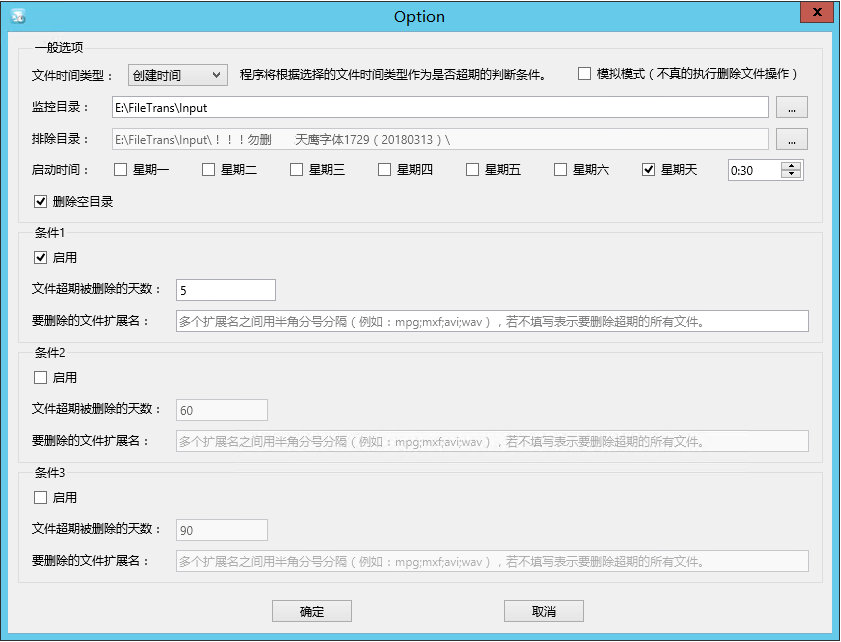 Option
一般选项
文件时间类型： 创建时间 程序将根据选择的文件时间类型作为是否超期的判断条件。 模拟模式（不真的执行删除文件操作）
监控目录： E:\FileTrans\Input ...
排除目录： E:\FileTrans\Input\！！！勿删 天鹰字体1729（20180313）\ ...
启动时间： 星期一 星期二 星期三 星期四 星期五 星期六 星期天 0:30
删除空目录
条件1
启用
文件超期被删除的天数： 5
要删除的文件扩展名： 多个扩展名之间用半角分号分隔（例如：mpg;mxf;avi;wav），若不填写表示要删除超期的所有文件。
条件2
启用
文件超期被删除的天数： 60
要删除的文件扩展名： 多个扩展名之间用半角分号分隔（例如：mpg;mxf;avi;wav），若不填写表示要删除超期的所有文件。
条件3
启用
文件超期被删除的天数： 90
要删除的文件扩展名： 多个扩展名之间用半角分号分隔（例如：mpg;mxf;avi;wav），若不填写表示要删除超期的所有文件。
确定 取消